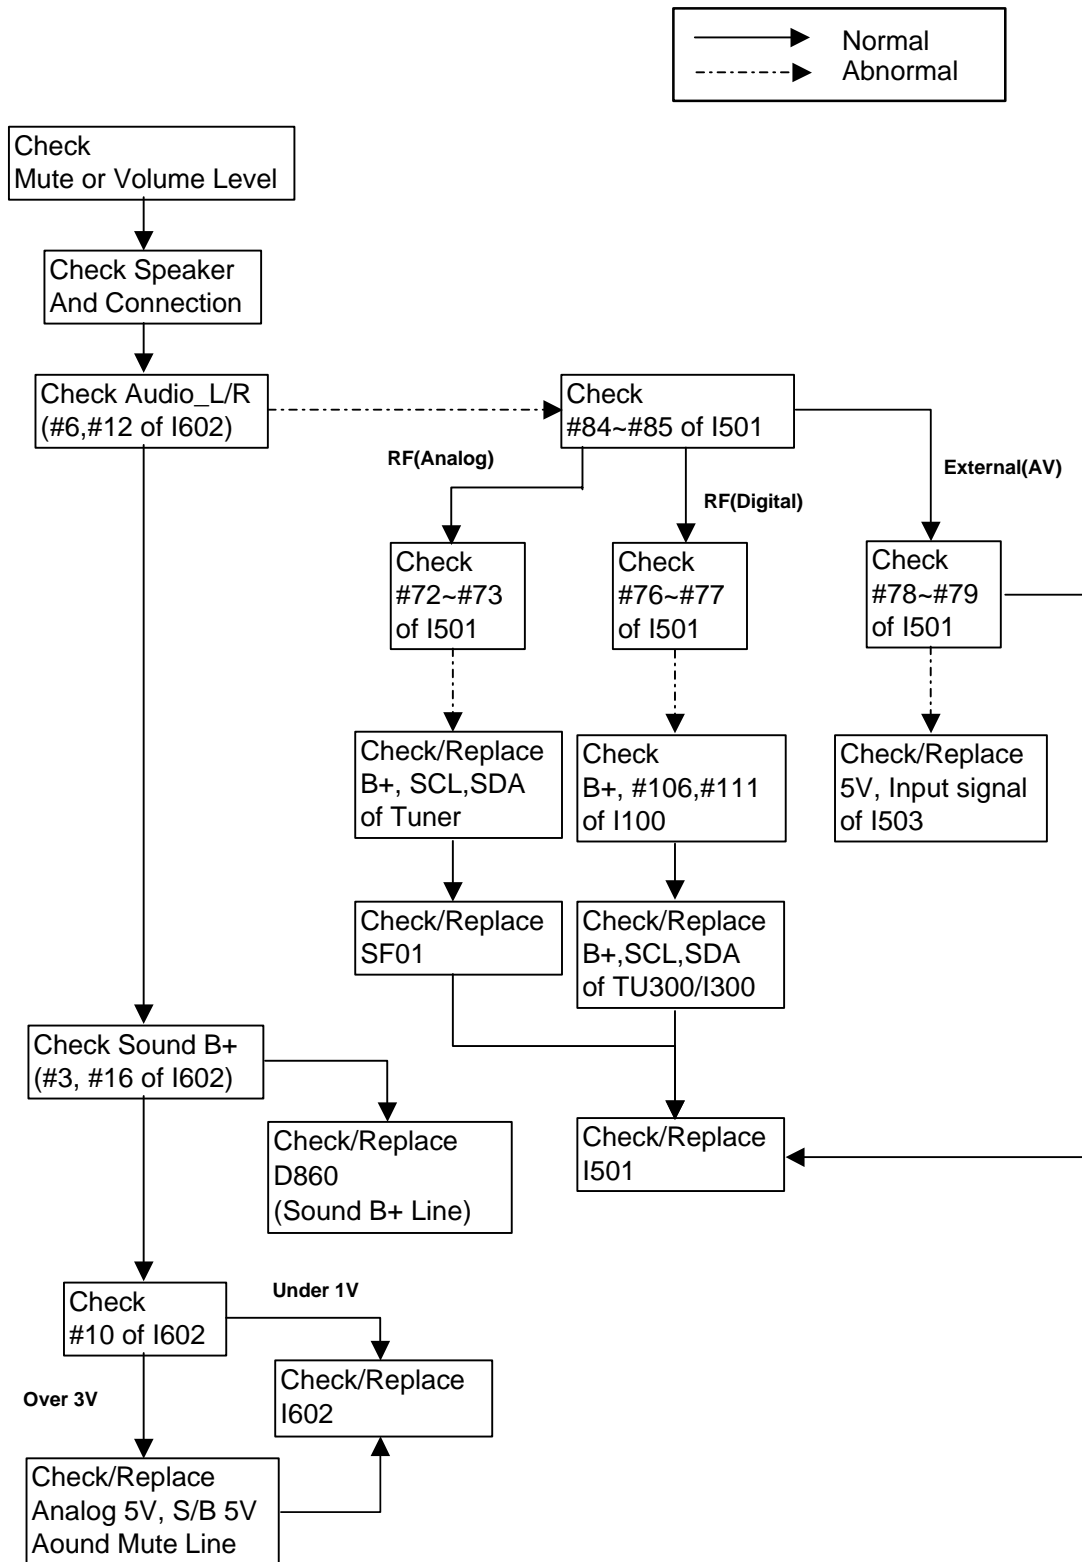 Normal
Abnormal
Check
Mute or Volume Level
Check Speaker
And Connection
Check Audio_L/R
(#6,#12 of I602)
Check
#84~#85 of I501
RF(Analog)
RF(Digital)
External(AV)
Check
#72~#73
of I501
Check
#76~#77
of I501
Check
#78~#79
of I501
Check/Replace
B+, SCL,SDA
of Tuner
Check
B+, #106,#111
of I100
Check/Replace
5V, Input signal
of I503
Check/Replace
SF01
Check/Replace
B+,SCL,SDA
of TU300/I300
Check Sound B+
(#3, #16 of I602)
Check/Replace
D860
(Sound B+ Line)
Check/Replace
I501
Check
#10 of I602
Under 1V
Over 3V
Check/Replace
I602
Check/Replace
Analog 5V, S/B 5V
Aound Mute Line